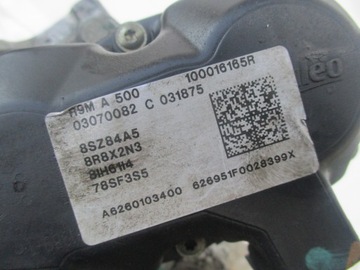 R9M A 500 100016165R
03070082 C 031875
8SZ84A5
8R8X2N3
78SF3S5
A6260103400 626951F0028399X
leo